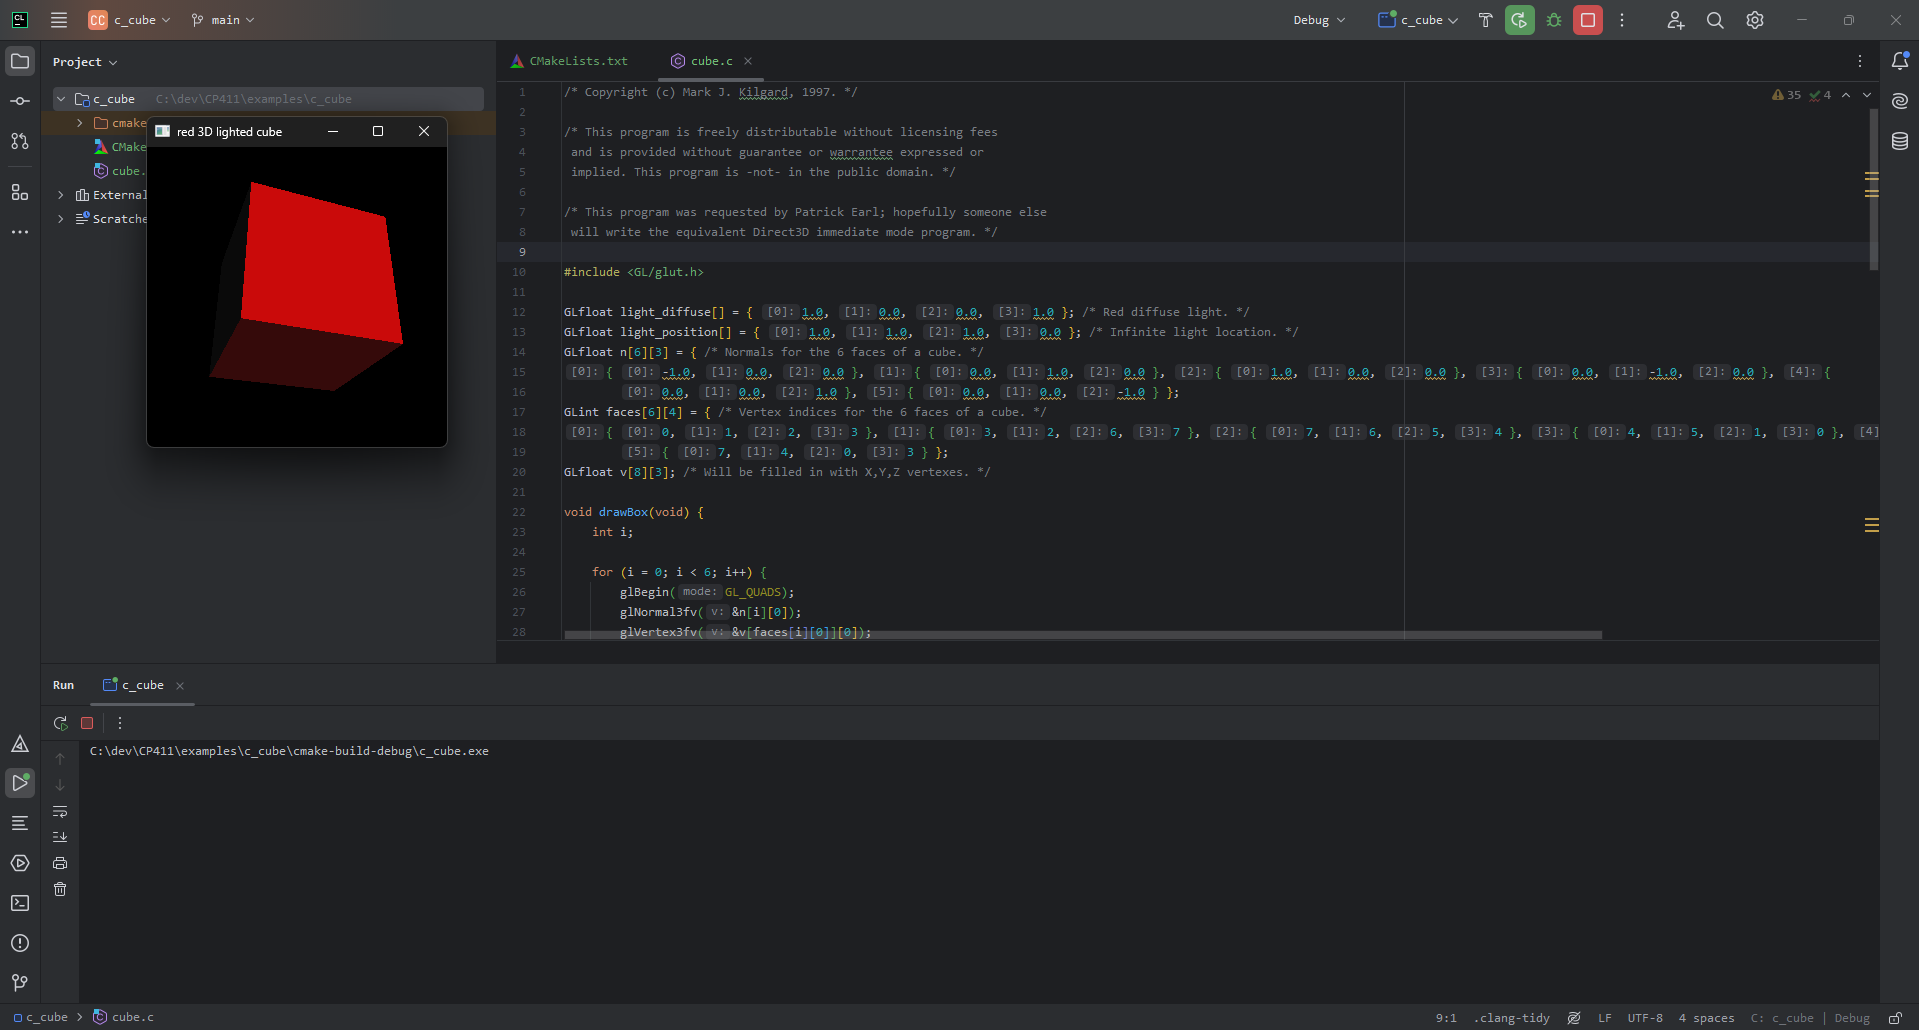 CL CC c_cube main Debug c_cube
Project
c_cube C:\dev\CP411\examples\c_cube
cmake
CMake
cube.
External
Scratche
red 3D lighted cube
CMakeLists.txt cube.c
35 4
1 /* Copyright (c) Mark J. Kilgard, 1997. */
2
3 /* This program is freely distributable without licensing fees
4 and is provided without guarantee or warrantee expressed or
5 implied. This program is -not- in the public domain. */
6
7 /* This program was requested by Patrick Earl; hopefully someone else
8 will write the equivalent Direct3D immediate mode program. */
9
10 #include <GL/glut.h>
11
12 GLfloat light_diffuse[] = { [0]: 1.0, [1]: 0.0, [2]: 0.0, [3]: 1.0 }; /* Red diffuse light. */
13 GLfloat light_position[] = { [0]: 1.0, [1]: 1.0, [2]: 1.0, [3]: 0.0 }; /* Infinite light location. */
14 GLfloat n[6][3] = { /* Normals for the 6 faces of a cube. */
15 [0]: { [0]: -1.0, [1]: 0.0, [2]: 0.0 }, [1]: { [0]: 0.0, [1]: 1.0, [2]: 0.0 }, [2]: { [0]: 1.0, [1]: 0.0, [2]: 0.0 }, [3]: { [0]: 0.0, [1]: -1.0, [2]: 0.0 }, [4]: {
16 [0]: 0.0, [1]: 0.0, [2]: 1.0 }, [5]: { [0]: 0.0, [1]: 0.0, [2]: -1.0 } };
17 GLint faces[6][4] = { /* Vertex indices for the 6 faces of a cube. */
18 [0]: { [0]: 0, [1]: 1, [2]: 2, [3]: 3 }, [1]: { [0]: 3, [1]: 2, [2]: 6, [3]: 7 }, [2]: { [0]: 7, [1]: 6, [2]: 5, [3]: 4 }, [3]: { [0]: 4, [1]: 5, [2]: 1, [3]: 0 }, [4]
19 [5]: { [0]: 7, [1]: 4, [2]: 0, [3]: 3 } };
20 GLfloat v[8][3]; /* Will be filled in with X,Y,Z vertexes. */
21
22 void drawBox(void) {
23 int i;
24
25 for (i = 0; i < 6; i++) {
26 glBegin( mode: GL_QUADS);
27 glNormal3fv( v: &n[i][0]);
28 glVertex3fv( v: &v[faces[i][0]][0]);
Run c_cube
C:\dev\CP411\examples\c_cube\cmake-build-debug\c_cube.exe
c_cube > cube.c 9:1 .clang-tidy LF UTF-8 4 spaces C: c_cube | Debug